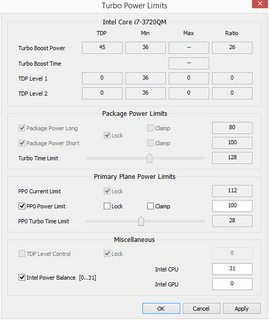 Turbo Power Limits
Intel Core i7-3720QM
TDP Min Max Ratio
Turbo Boost Power 45 36 -- 26
Turbo Boost Time --
TDP Level 1 0 36 0 0
TDP Level 2 0 36 0 0
Package Power Limits
Package Power Long Lock Clamp 80
Package Power Short Clamp 100
Turbo Time Limit 128
Primary Plane Power Limits
PP0 Current Limit Lock 112
PP0 Power Limit Lock Clamp 100
PP0 Turbo Time Limit 28
Miscellaneous
TDP Level Control Lock 0
Intel Power Balance [0...31] Intel CPU 31
Intel GPU 0
OK Cancel Apply